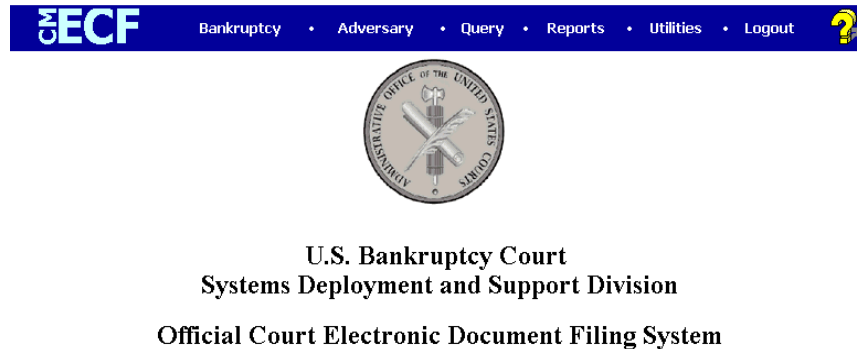 CM ECF Bankruptcy • Adversary • Query • Reports • Utilities • Logout ?
ADMINISTRATIVE OFFICE OF THE UNITED STATES COURTS
U.S. Bankruptcy Court
Systems Deployment and Support Division
Official Court Electronic Document Filing System